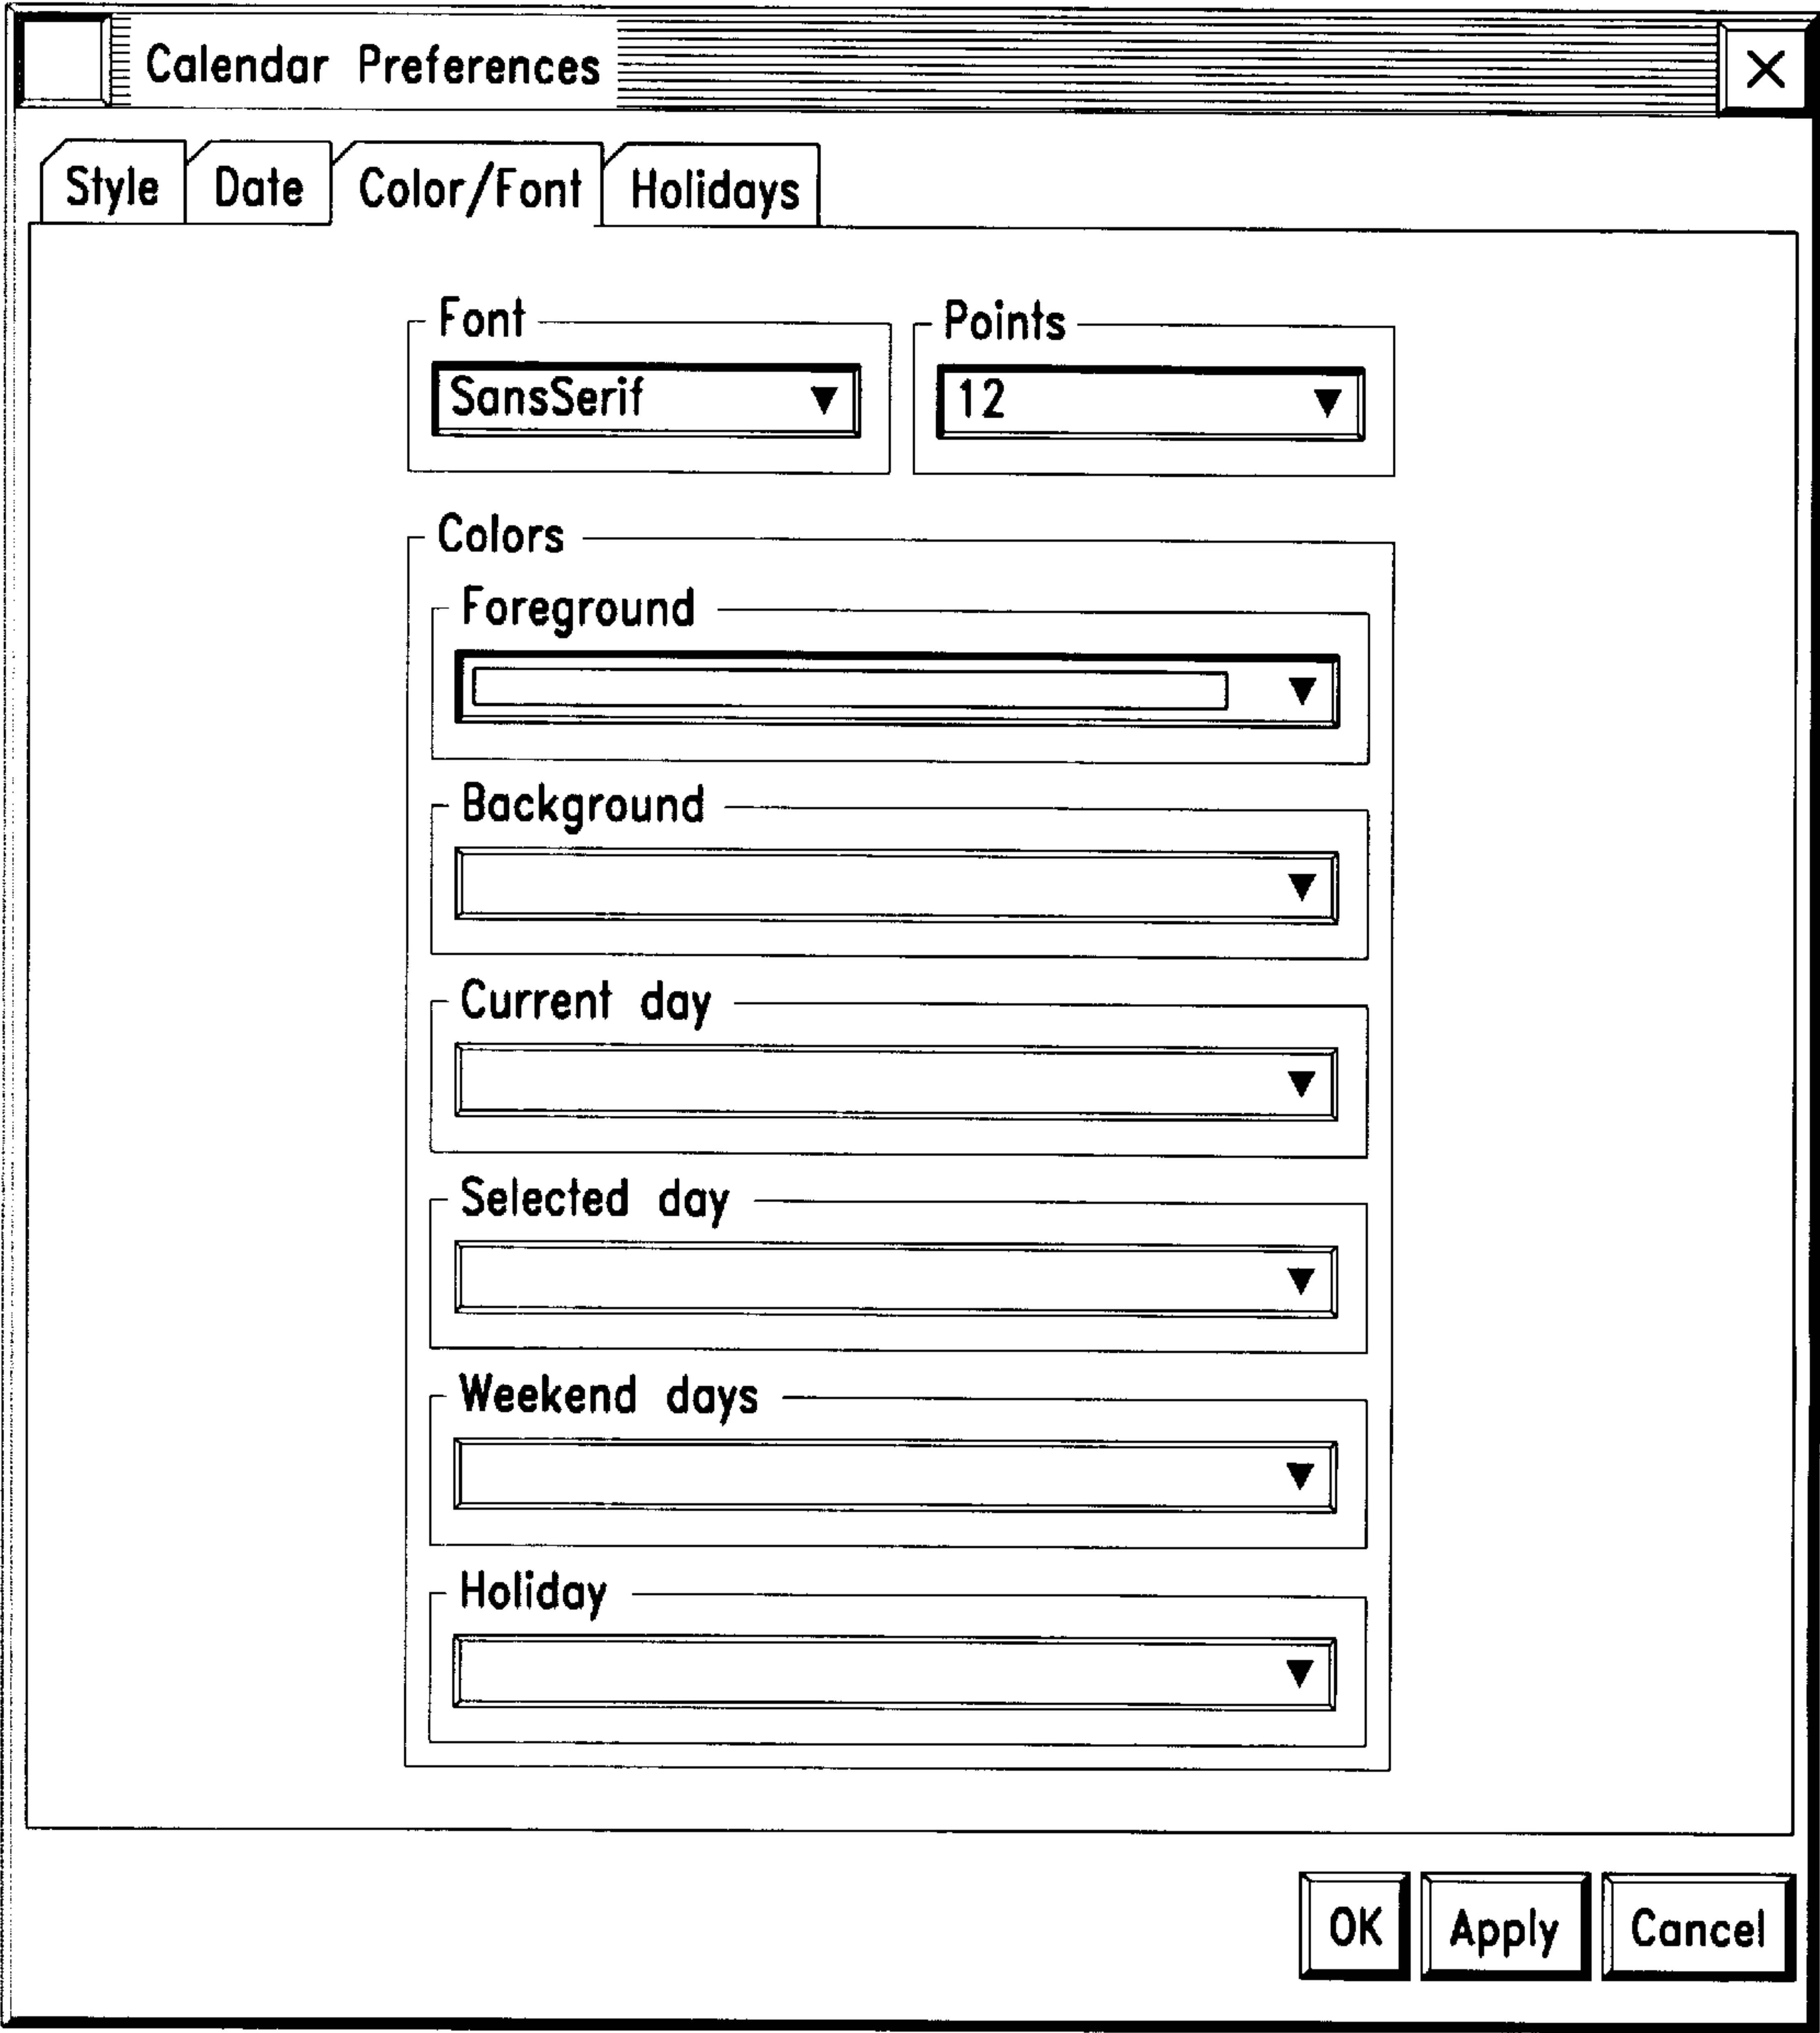 Calendar Preferences
Style Date Color/Font Holidays
Font Points
SansSerif 12
Colors
Foreground
Background
Current day
Selected day
Weekend days
Holiday
OK Apply Cancel